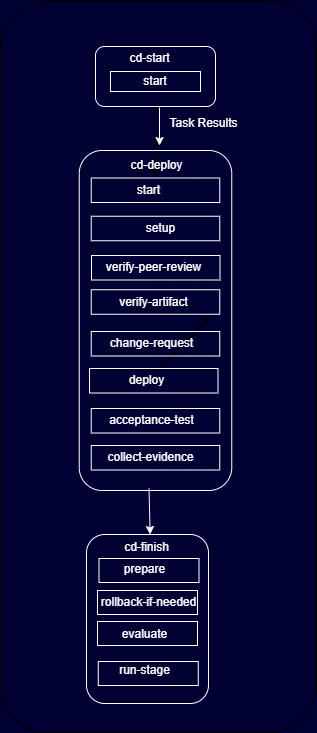 cd-start
start
Task Results
cd-deploy
start
setup
verify-peer-review
verify-artifact
change-request
deploy
acceptance-test
collect-evidence
cd-finish
prepare
rollback-if-needed
evaluate
run-stage